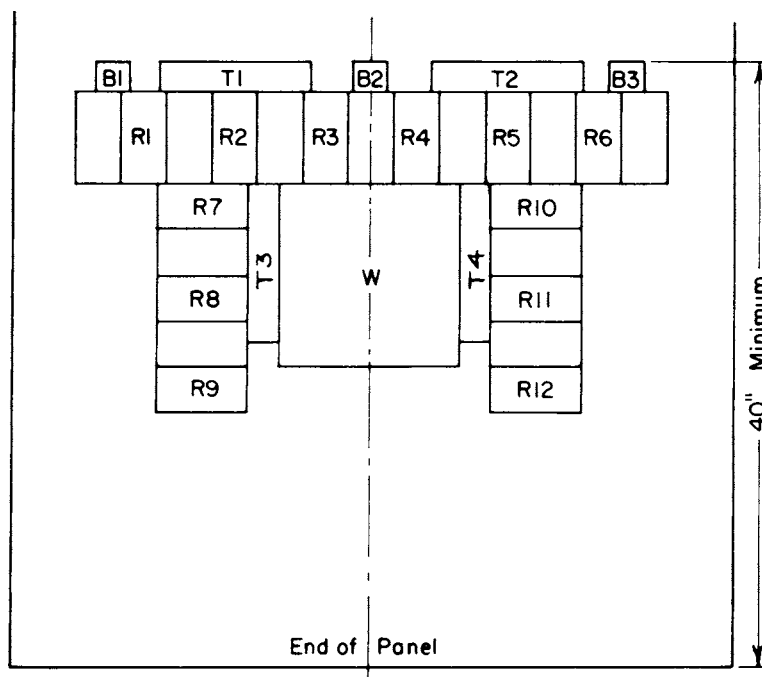 B1 T1 B2 T2 B3
R1 R2 R3 R4 R5 R6
R7 T3 W T4 R10
R8 R11
R9 R12
40" Minimum
End of Panel